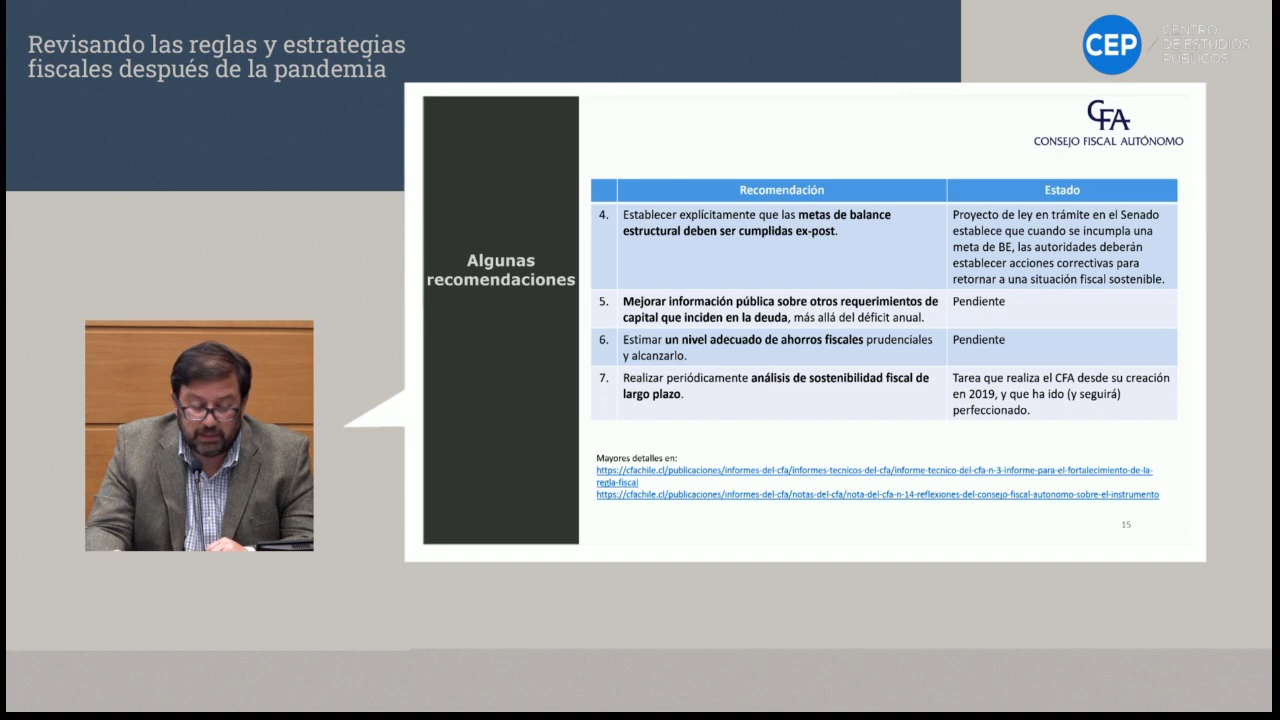 Revisando las reglas y estrategias
fiscales después de la pandemia
CEP
CENTRO
DE ESTUDIOS
PÚBLICOS
CFA
CONSEJO FISCAL AUTÓNOMO
Algunas
recomendaciones
Recomendación
Estado
4.
Establecer explícitamente que las metas de balance
estructural deben ser cumplidas ex-post.
Proyecto de ley en trámite en el Senado
establece que cuando se incumpla una
meta de BE, las autoridades deberán
establecer acciones correctivas para
retornar a una situación fiscal sostenible.
5.
Mejorar información pública sobre otros requerimientos de
capital que inciden en la deuda, más allá del déficit anual.
Pendiente
6.
Estimar un nivel adecuado de ahorros fiscales prudenciales
y alcanzarlo.
Pendiente
7.
Realizar periódicamente análisis de sostenibilidad fiscal de
largo plazo.
Tarea que realiza el CFA desde su creación
en 2019, y que ha ido (y seguirá)
perfeccionado.
Mayores detalles en:
https://cfachile.cl/publicaciones/informes-del-cfa/informes-tecnicos-del-cfa/informe-tecnico-del-cfa-n-3-informe-para-el-fortalecimiento-de-la-
regla-fiscal
https://cfachile.cl/publicaciones/informes-del-cfa/notas-del-cfa/nota-del-cfa-n-14-reflexiones-del-consejo-fiscal-autonomo-sobre-el-instrumento
15